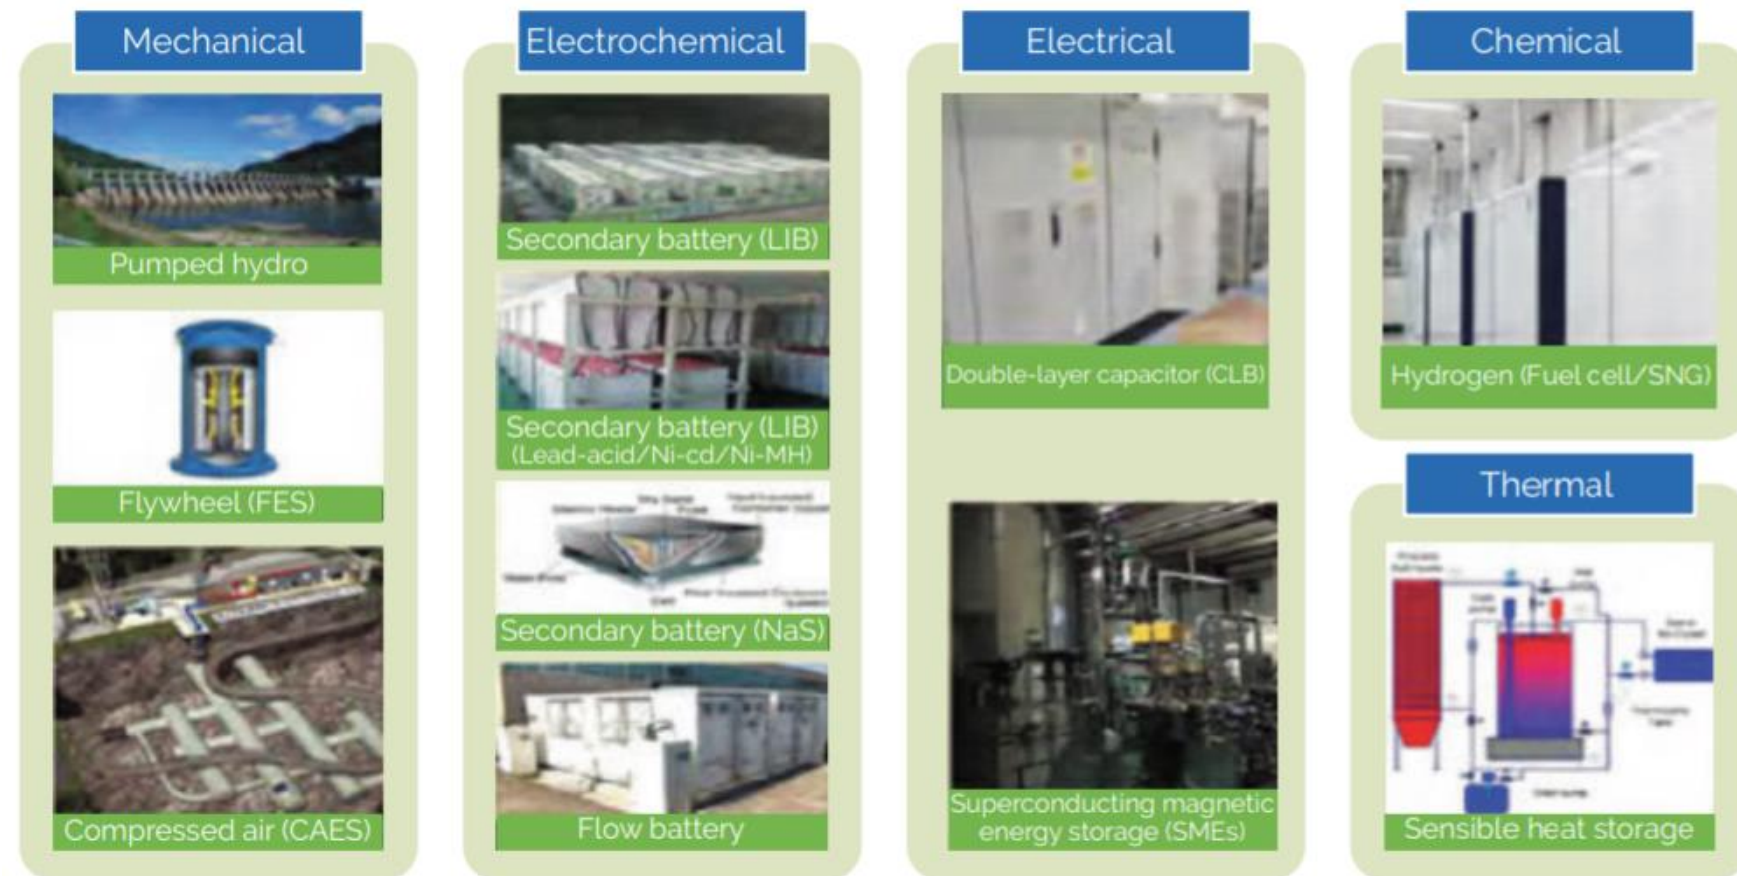 Mechanical
Pumped hydro
Flywheel (FES)
Compressed air (CAES)
Electrochemical
Secondary battery (LIB)
Secondary battery (LIB)
(Lead-acid/Ni-cd/Ni-MH)
Secondary battery (NaS)
Flow battery
Electrical
Double-layer capacitor (CLB)
Superconducting magnetic
energy storage (SMEs)
Chemical
Hydrogen (Fuel cell/SNG)
Thermal
Sensible heat storage